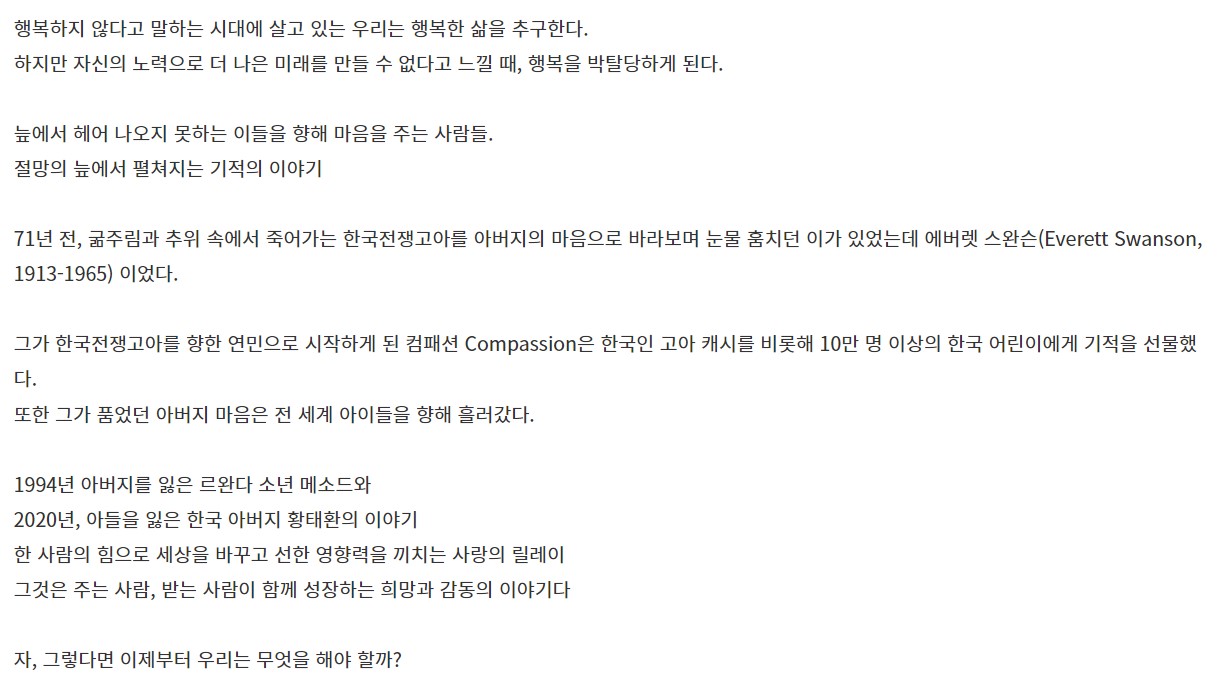 행복하지 않다고 말하는 시대에 살고 있는 우리는 행복한 삶을 추구한다.
하지만 자신의 노력으로 더 나은 미래를 만들 수 없다고 느낄 때, 행복을 박탈당하게 된다.
늪에서 헤어 나오지 못하는 이들을 향해 마음을 주는 사람들.
절망의 늪에서 펼쳐지는 기적의 이야기
71년 전, 굶주림과 추위 속에서 죽어가는 한국전쟁고아를 아버지의 마음으로 바라보며 눈물 훔치던 이가 있었는데 에버렛 스완슨(Everett Swanson,
1913-1965) 이었다.
그가 한국전쟁고아를 향한 연민으로 시작하게 된 컴패션 Compassion은 한국인 고아 캐시를 비롯해 10만 명 이상의 한국 어린이에게 기적을 선물했
다.
또한 그가 품었던 아버지 마음은 전 세계 아이들을 향해 흘러갔다.
1994년 아버지를 잃은 르완다 소년 메소드와
2020년, 아들을 잃은 한국 아버지 황태환의 이야기
한 사람의 힘으로 세상을 바꾸고 선한 영향력을 끼치는 사랑의 릴레이
그것은 주는 사람, 받는 사람이 함께 성장하는 희망과 감동의 이야기다
자, 그렇다면 이제부터 우리는 무엇을 해야 할까?